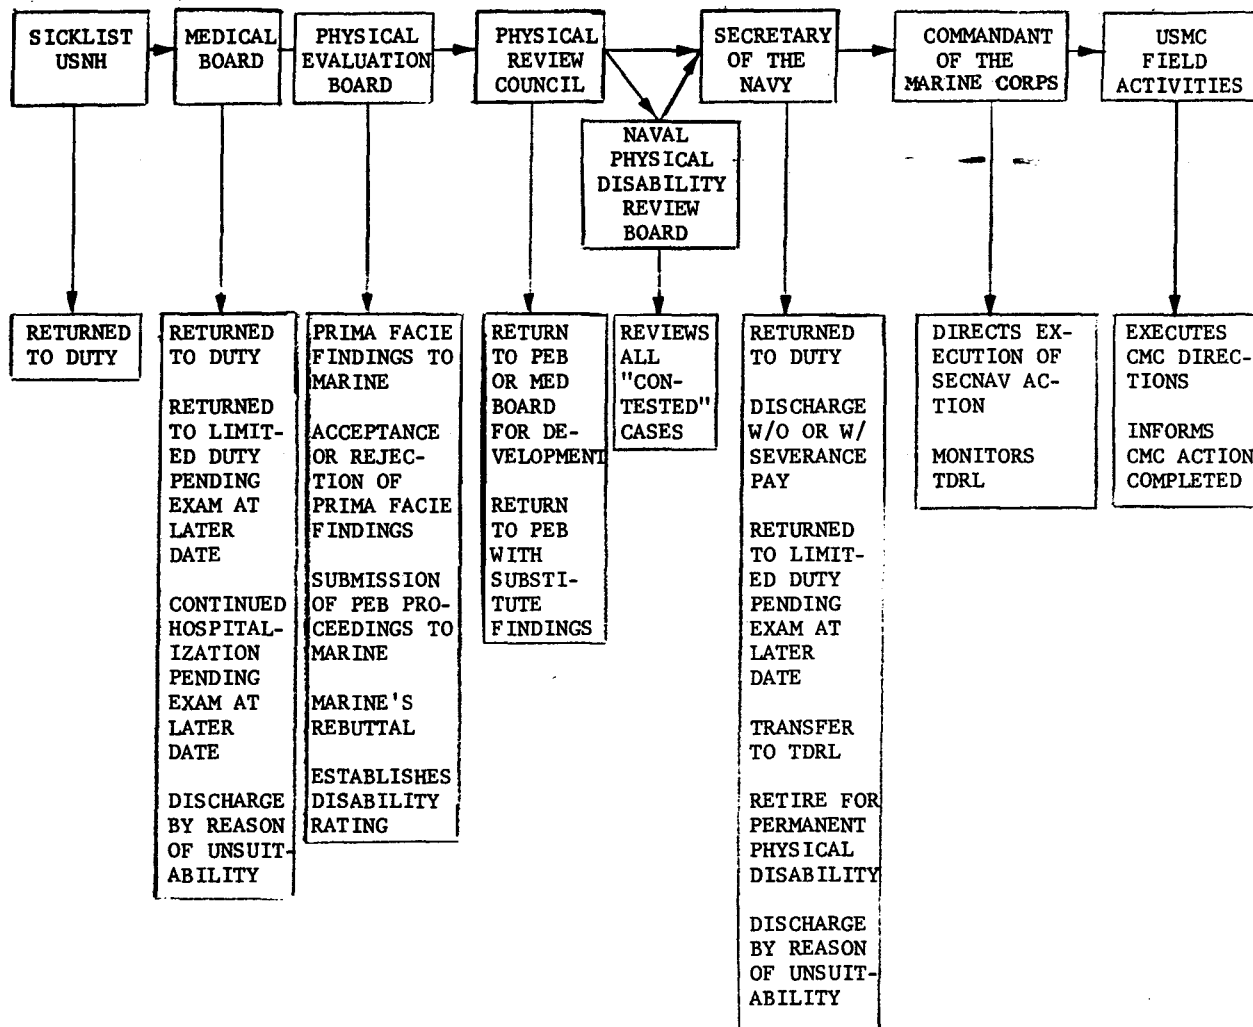 SICKLIST
USNH
MEDICAL
BOARD
PHYSICAL
EVALUATION
BOARD
PHYSICAL
REVIEW
COUNCIL
SECRETARY
OF THE
NAVY
COMMANDANT
OF THE
MARINE CORPS
USMC
FIELD
ACTIVITIES
NAVAL
PHYSICAL
DISABILITY
REVIEW
BOARD
RETURNED
TO DUTY
RETURNED
TO DUTY
RETURNED
TO LIMIT-
ED DUTY
PENDING
EXAM AT
LATER
DATE
CONTINUED
HOSPITAL-
IZATION
PENDING
EXAM AT
LATER
DATE
DISCHARGE
BY REASON
OF UNSUIT-
ABILITY
PRIMA FACIE
FINDINGS TO
MARINE
ACCEPTANCE
OR REJEC-
TION OF
PRIMA FACIE
FINDINGS
SUBMISSION
OF PEB PRO-
CEEDINGS TO
MARINE
MARINE'S
REBUTTAL
ESTABLISHES
DISABILITY
RATING
RETURN
TO PEB
OR MED
BOARD
FOR DE-
VELOPMENT
RETURN
TO PEB
WITH
SUBSTI-
TUTE
FINDINGS
REVIEWS
ALL
"CON-
TESTED"
CASES
RETURNED
TO DUTY
DISCHARGE
W/O OR W/
SEVERANCE
PAY
RETURNED
TO LIMIT-
ED DUTY
PENDING
EXAM AT
LATER
DATE
TRANSFER
TO TDRL
RETIRE FOR
PERMANENT
PHYSICAL
DISABILITY
DISCHARGE
BY REASON
OF UNSUIT-
ABILITY
DIRECTS EX-
ECUTION OF
SECNAV AC-
TION
MONITORS
TDRL
EXECUTES
CMC DIREC-
TIONS
INFORMS
CMC ACTION
COMPLETED